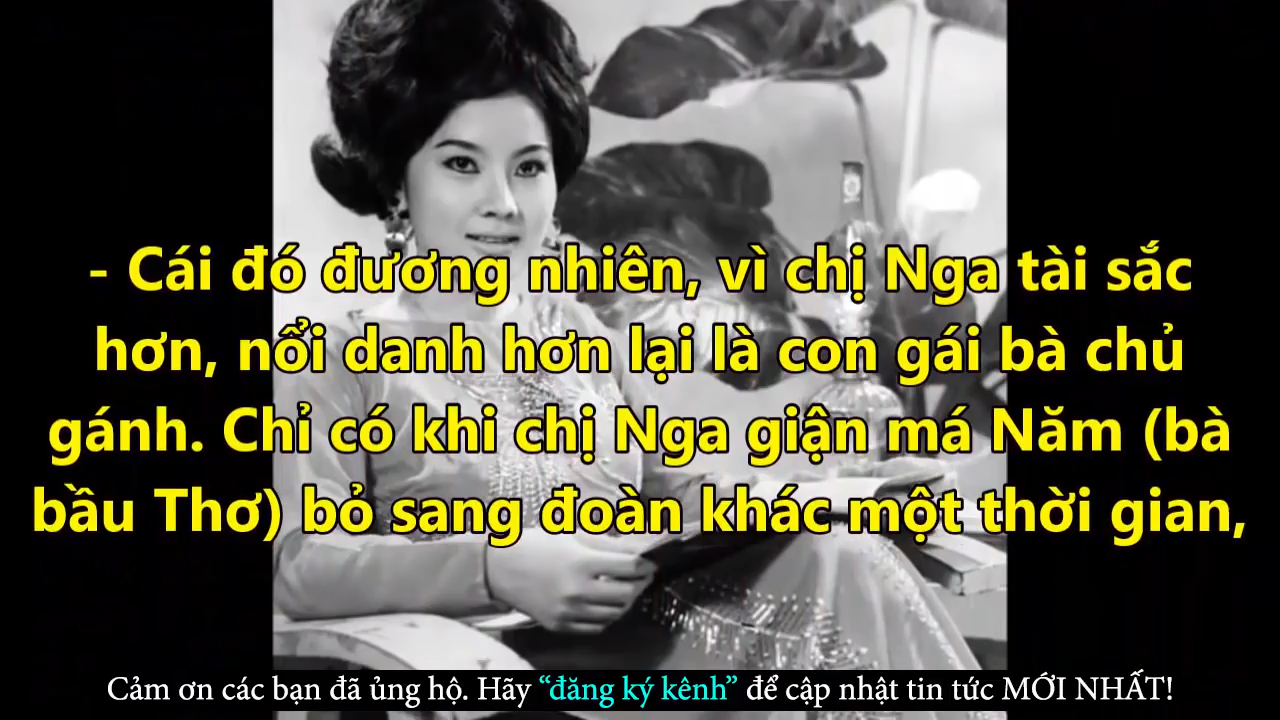 - Cái đó đương nhiên, vì chị Nga tài sắc
hơn, nổi danh hơn lại là con gái bà chủ
gánh. Chỉ có khi chị Nga giận má Năm (bà
bầu Thơ) bỏ sang đoàn khác một thời gian,
Cảm ơn các bạn đã ủng hộ. Hãy “đăng ký kênh” để cập nhật tin tức MỚI NHẤT!